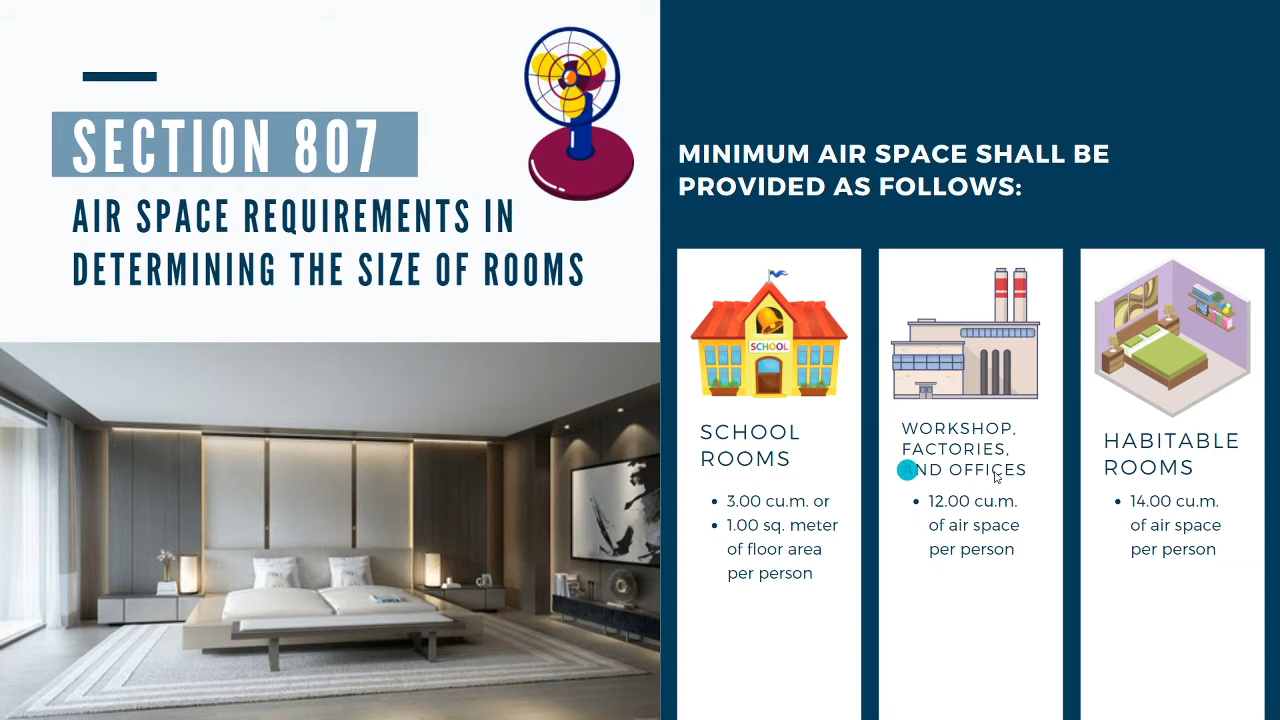 SECTION 807
AIR SPACE REQUIREMENTS IN
DETERMINING THE SIZE OF ROOMS
MINIMUM AIR SPACE SHALL BE
PROVIDED AS FOLLOWS:
SCHOOL
SCHOOL
ROOMS
• 3.00 cu.m. or
• 1.00 sq. meter
of floor area
per person
WORKSHOP,
FACTORIES,
AND OFFICES
• 12.00 cu.m.
of air space
per person
HABITABLE
ROOMS
• 14.00 cu.m.
of air space
per person